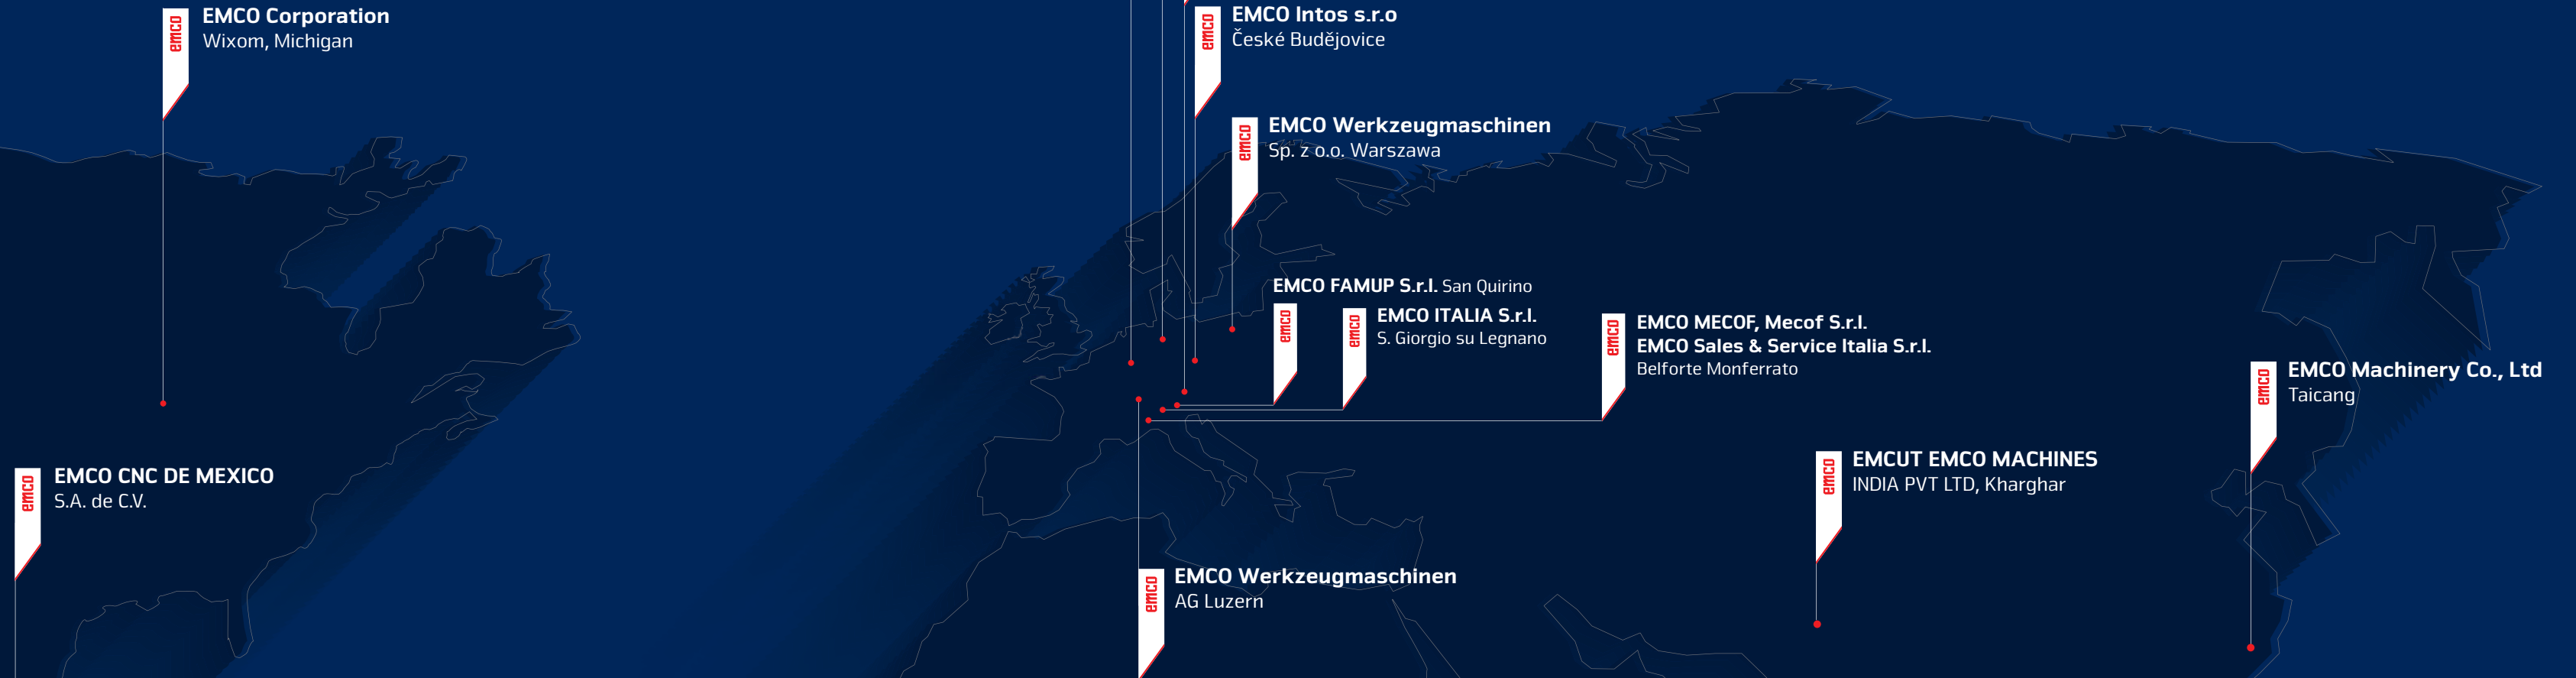 emco
EMCO Corporation
Wixom, Michigan
emco
EMCO Intos s.r.o
České Budějovice
emco
EMCO Werkzeugmaschinen
Sp. z o.o. Warszawa
EMCO FAMUP S.r.l. San Quirino
emco
emco
EMCO ITALIA S.r.l.
S. Giorgio su Legnano
emco
EMCO MECOF, Mecof S.r.l.
EMCO Sales & Service Italia S.r.l.
Belforte Monferrato
emco
EMCO Machinery Co., Ltd
Taicang
emco
EMCUT EMCO MACHINES
INDIA PVT LTD, Kharghar
emco
EMCO CNC DE MEXICO
S.A. de C.V.
emco
EMCO Werkzeugmaschinen
AG Luzern